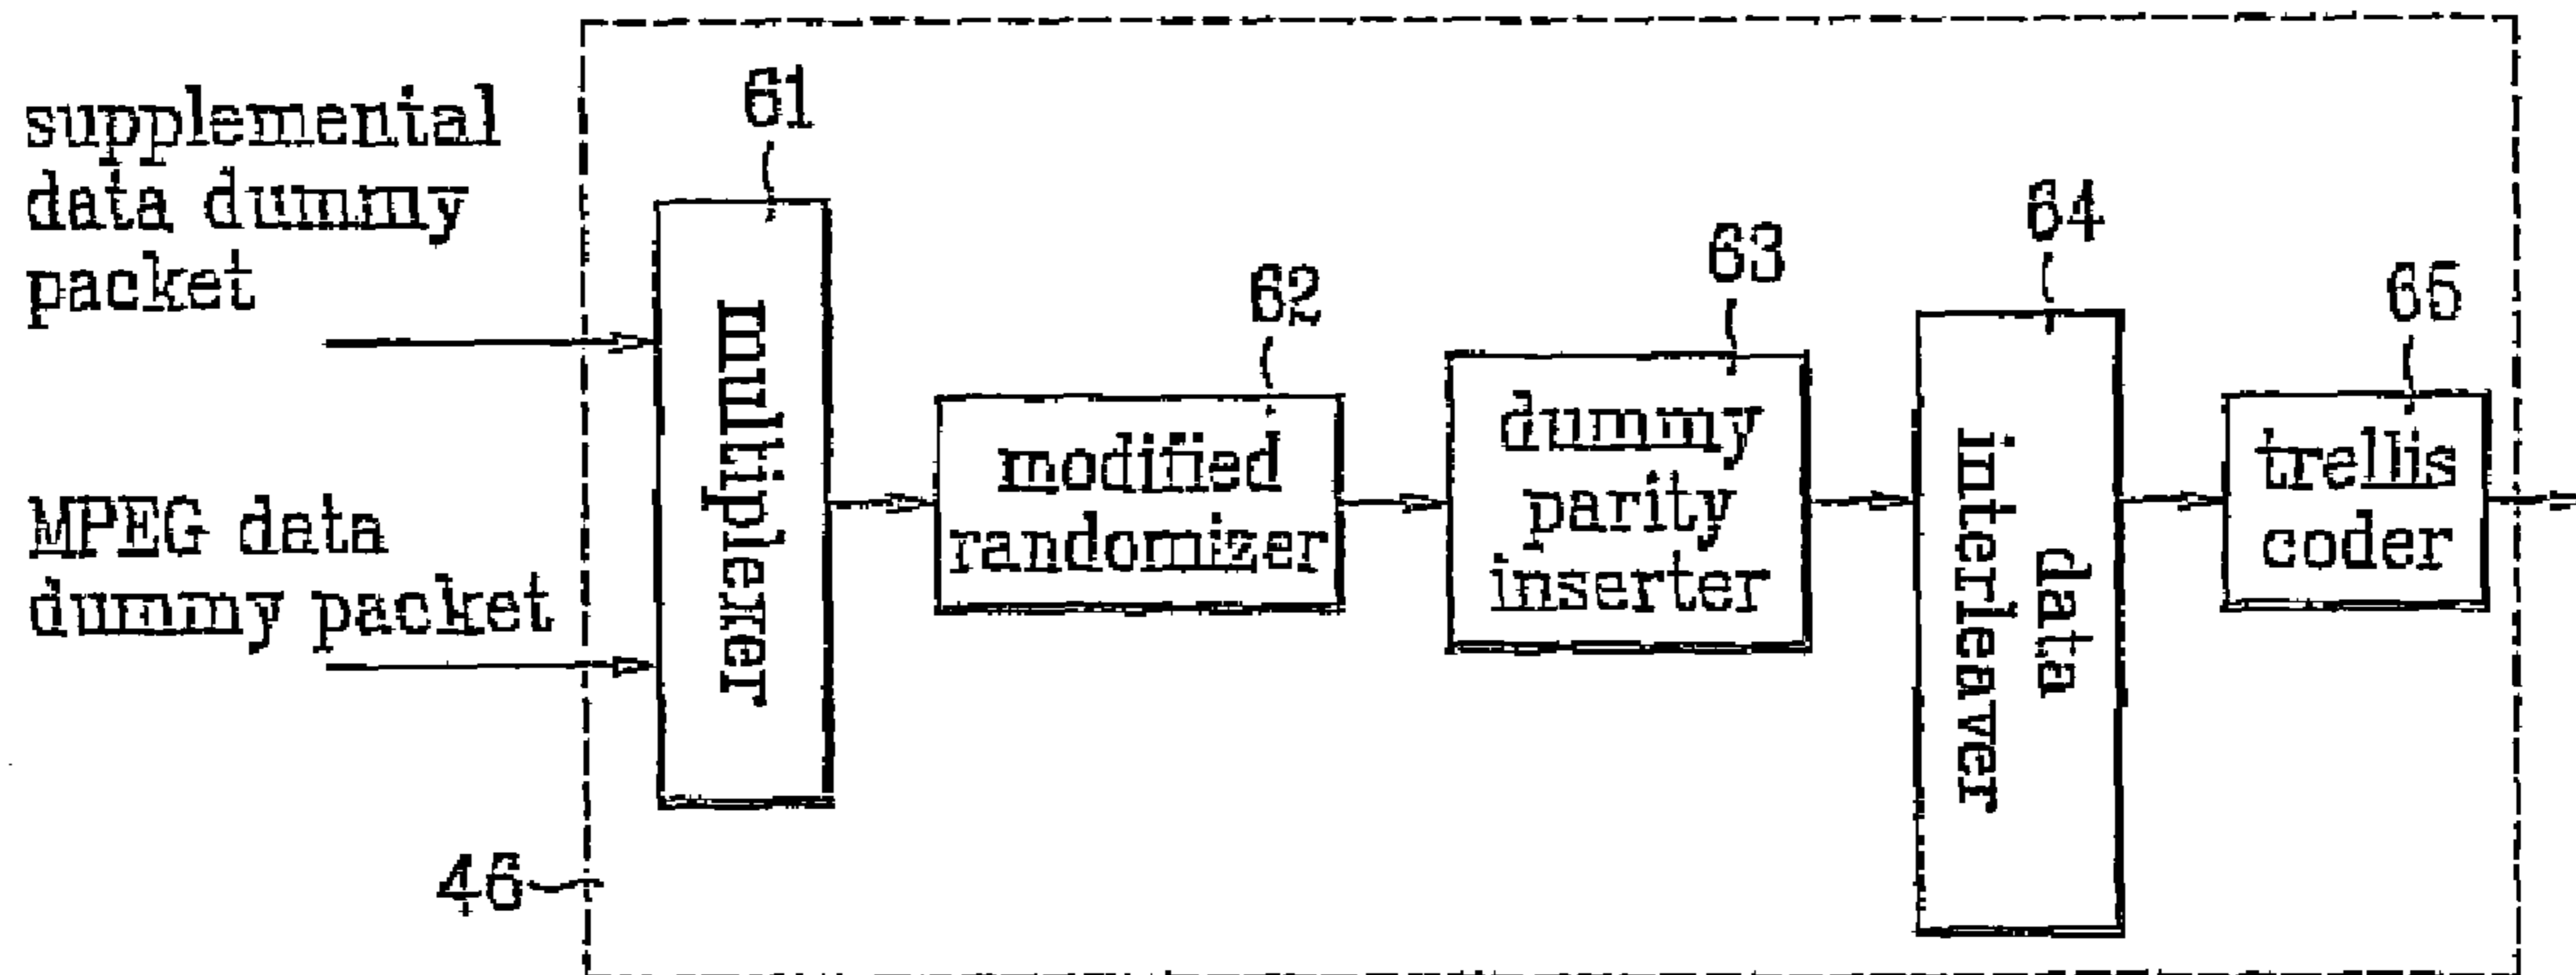 supplemental
data dummy
packet
MPEG data
dummy packet
46
61
multiplexer
62
modified
randomizer
63
dummy
parity
inserter
64
data
interleaver
65
trellis
coder